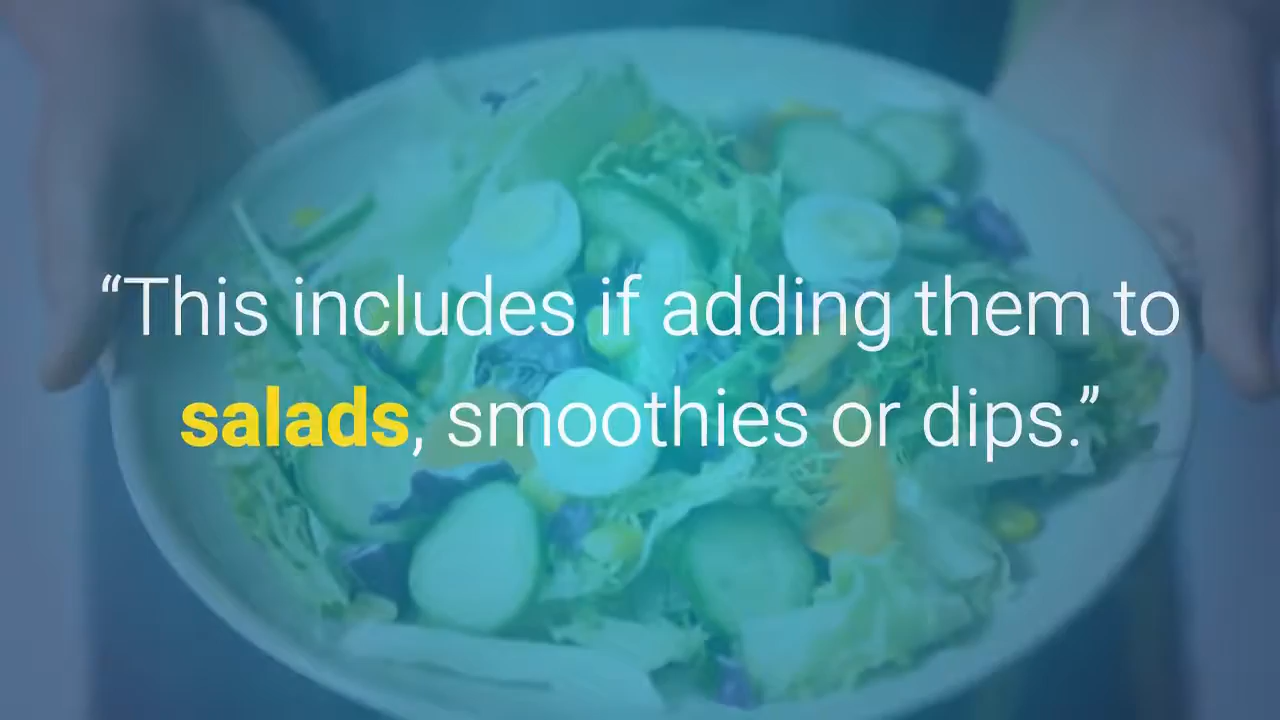 “This includes if adding them to
salads, smoothies or dips.”